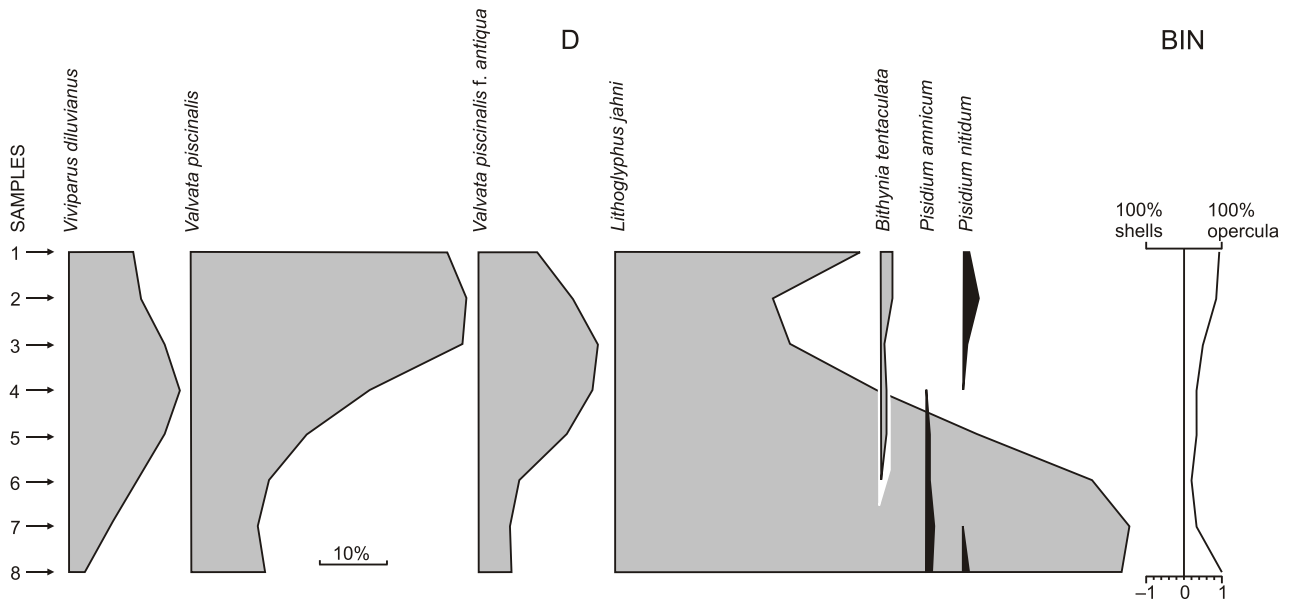 D
BIN
SAMPLES
Viviparus diluvianus
Valvata piscinalis
Valvata piscinalis f. antiqua
Lithoglyphus jahni
Bithynia tentaculata
Pisidium amnicum
Pisidium nitidum
100%
shells
100%
opercula
1
2
3
4
5
6
7
8
10%
–1 0 1